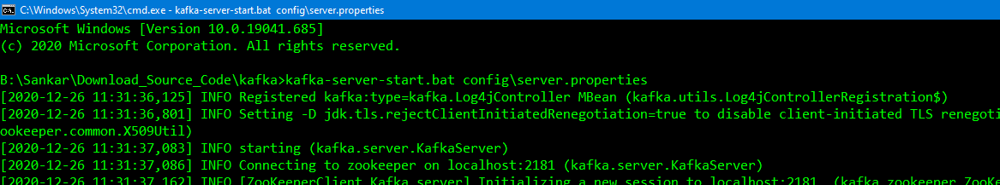 C:\Windows\System32\cmd.exe - kafka-server-start.bat  config\server.properties
Microsoft Windows [Version 10.0.19041.685]
(c) 2020 Microsoft Corporation. All rights reserved.
B:\Sankar\Download_Source_Code\kafka>kafka-server-start.bat config\server.properties
[2020-12-26 11:31:36,125] INFO Registered kafka:type=kafka.Log4jController MBean (kafka.utils.Log4jControllerRegistration$)
[2020-12-26 11:31:36,801] INFO Setting -D jdk.tls.rejectClientInitiatedRenegotiation=true to disable client-initiated TLS renegoti
ookeeper.common.X509Util)
[2020-12-26 11:31:37,083] INFO starting (kafka.server.KafkaServer)
[2020-12-26 11:31:37,086] INFO Connecting to zookeeper on localhost:2181 (kafka.server.KafkaServer)
[2020-12-26 11:31:37,162] INFO [ZooKeeperClient Kafka server] Initializing a new session to localhost:2181. (kafka.zookeeper.ZooKe